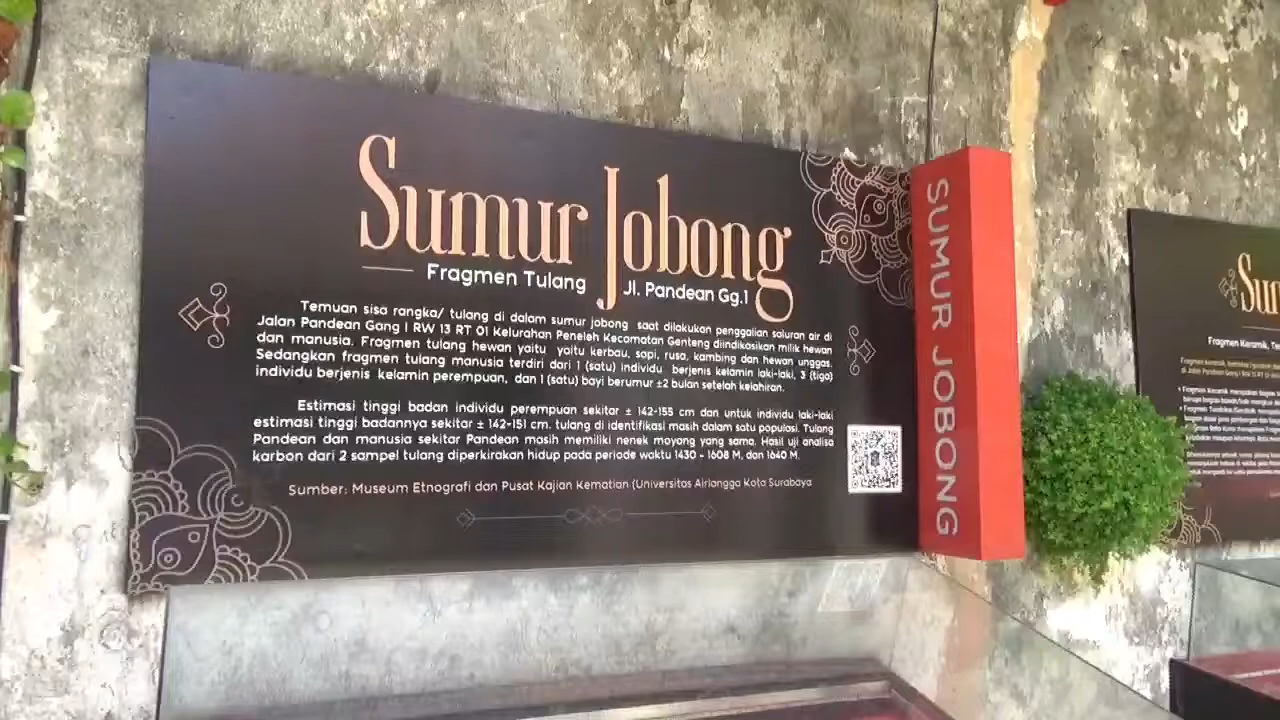 Sumur Jobong
Fragmen Tulang Jl. Pandean Gg.1
Temuan sisa rangka/ tulang di dalam sumur jobong saat dilakukan penggalian saluran air di
Jalan Pandean Gang I RW 13 RT 01 Kelurahan Peneleh Kecamatan Genteng diindikasikan milik hewan
dan manusia. Fragmen tulang hewan yaitu yaitu kerbau, sapi, rusa, kambing dan hewan unggas.
Sedangkan fragmen tulang manusia terdiri dari 1 (satu) individu berjenis kelamin laki-laki, 3 (tiga)
individu berjenis kelamin perempuan, dan 1 (satu) bayi berumur ±2 bulan setelah kelahiran.
Estimasi tinggi badan individu perempuan sekitar ± 142-155 cm dan untuk individu laki-laki
estimasi tinggi badannya sekitar ± 142-151 cm. tulang di identifikasi masih dalam satu populasi. Tulang
Pandean dan manusia sekitar Pandean masih memiliki nenek moyang yang sama. Hasil uji analisa
karbon dari 2 sampel tulang diperkirakan hidup pada periode waktu 1430 - 1608 M, dan 1640 M.
Sumber: Museum Etnografi dan Pusat Kajian Kematian (Universitas Airlangga Kota Surabaya
SUMUR JOBONG
Sum
Fragmen Keramik, Te